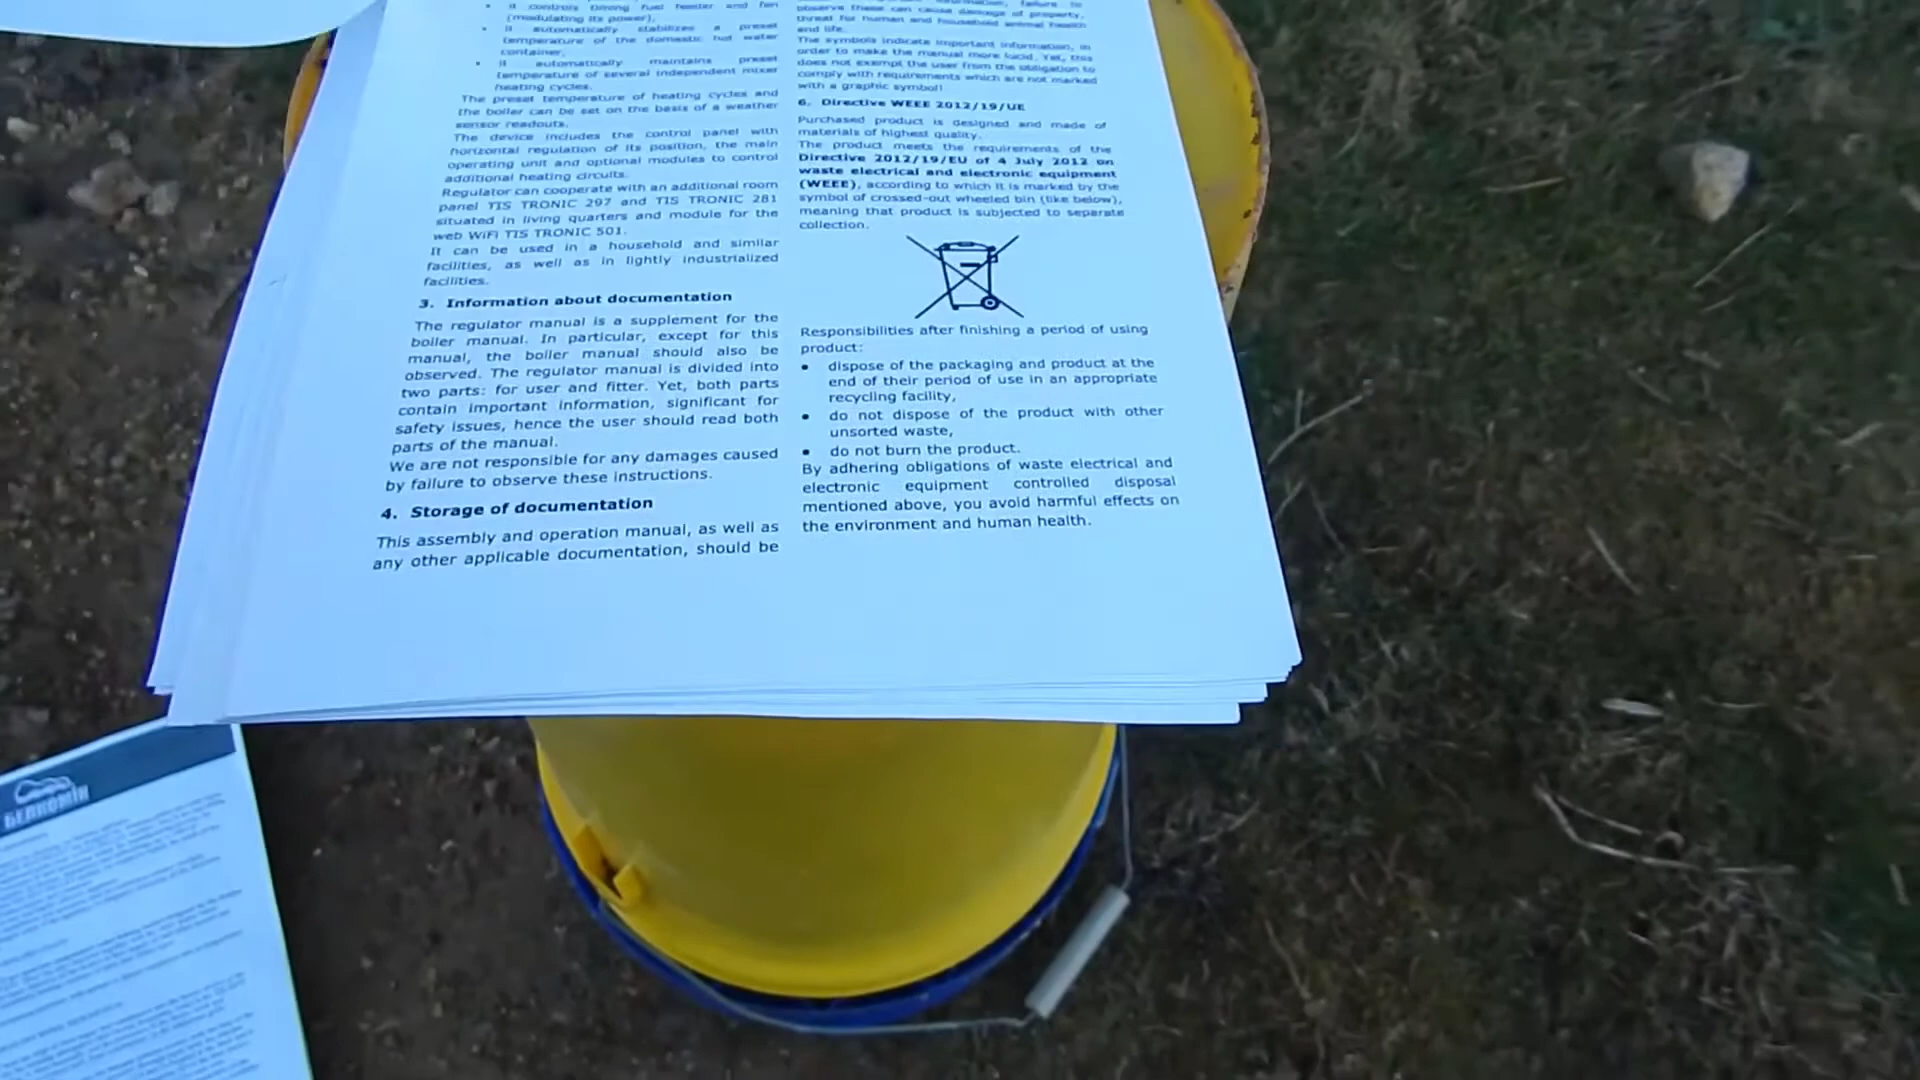 it controls timing fuel feeder and fan
(modulating its power),
it automatically stabilizes a preset
temperature of the domestic hot water
container,
it automatically maintains preset
temperature of several independent mixer
heating cycles.
The preset temperature of heating cycles and
the boiler can be set on the basis of a weather
sensor readouts.
The device includes the control panel with
horizontal regulation of its position, the main
operating unit and optional modules to control
additional heating circuits.
Regulator can cooperate with an additional room
panel TIS TRONIC 297 and TIS TRONIC 281
situated in living quarters and module for the
web WiFi TIS TRONIC 501.
It can be used in a household and similar
facilities, as well as in lightly industrialized
facilities.
3. Information about documentation
The regulator manual is a supplement for the
boiler manual. In particular, except for this
manual, the boiler manual should also be
observed. The regulator manual is divided into
two parts: for user and fitter. Yet, both parts
contain important information, significant for
safety issues, hence the user should read both
parts of the manual.
We are not responsible for any damages caused
by failure to observe these instructions.
4. Storage of documentation
This assembly and operation manual, as well as
any other applicable documentation, should be
observe these can cause damage of property,
threat for human and household animal health
and life.
The symbols indicate important information, in
order to make the manual more lucid. Yet, this
does not exempt the user from the obligation to
comply with requirements which are not marked
with a graphic symbol!
6. Directive WEEE 2012/19/UE
Purchased product is designed and made of
materials of highest quality.
The product meets the requirements of the
Directive 2012/19/EU of 4 July 2012 on
waste electrical and electronic equipment
(WEEE), according to which it is marked by the
symbol of crossed-out wheeled bin (like below),
meaning that product is subjected to separate
collection.
Responsibilities after finishing a period of using
product:
• dispose of the packaging and product at the
end of their period of use in an appropriate
recycling facility,
• do not dispose of the product with other
unsorted waste,
• do not burn the product.
By adhering obligations of waste electrical and
electronic equipment controlled disposal
mentioned above, you avoid harmful effects on
the environment and human health.